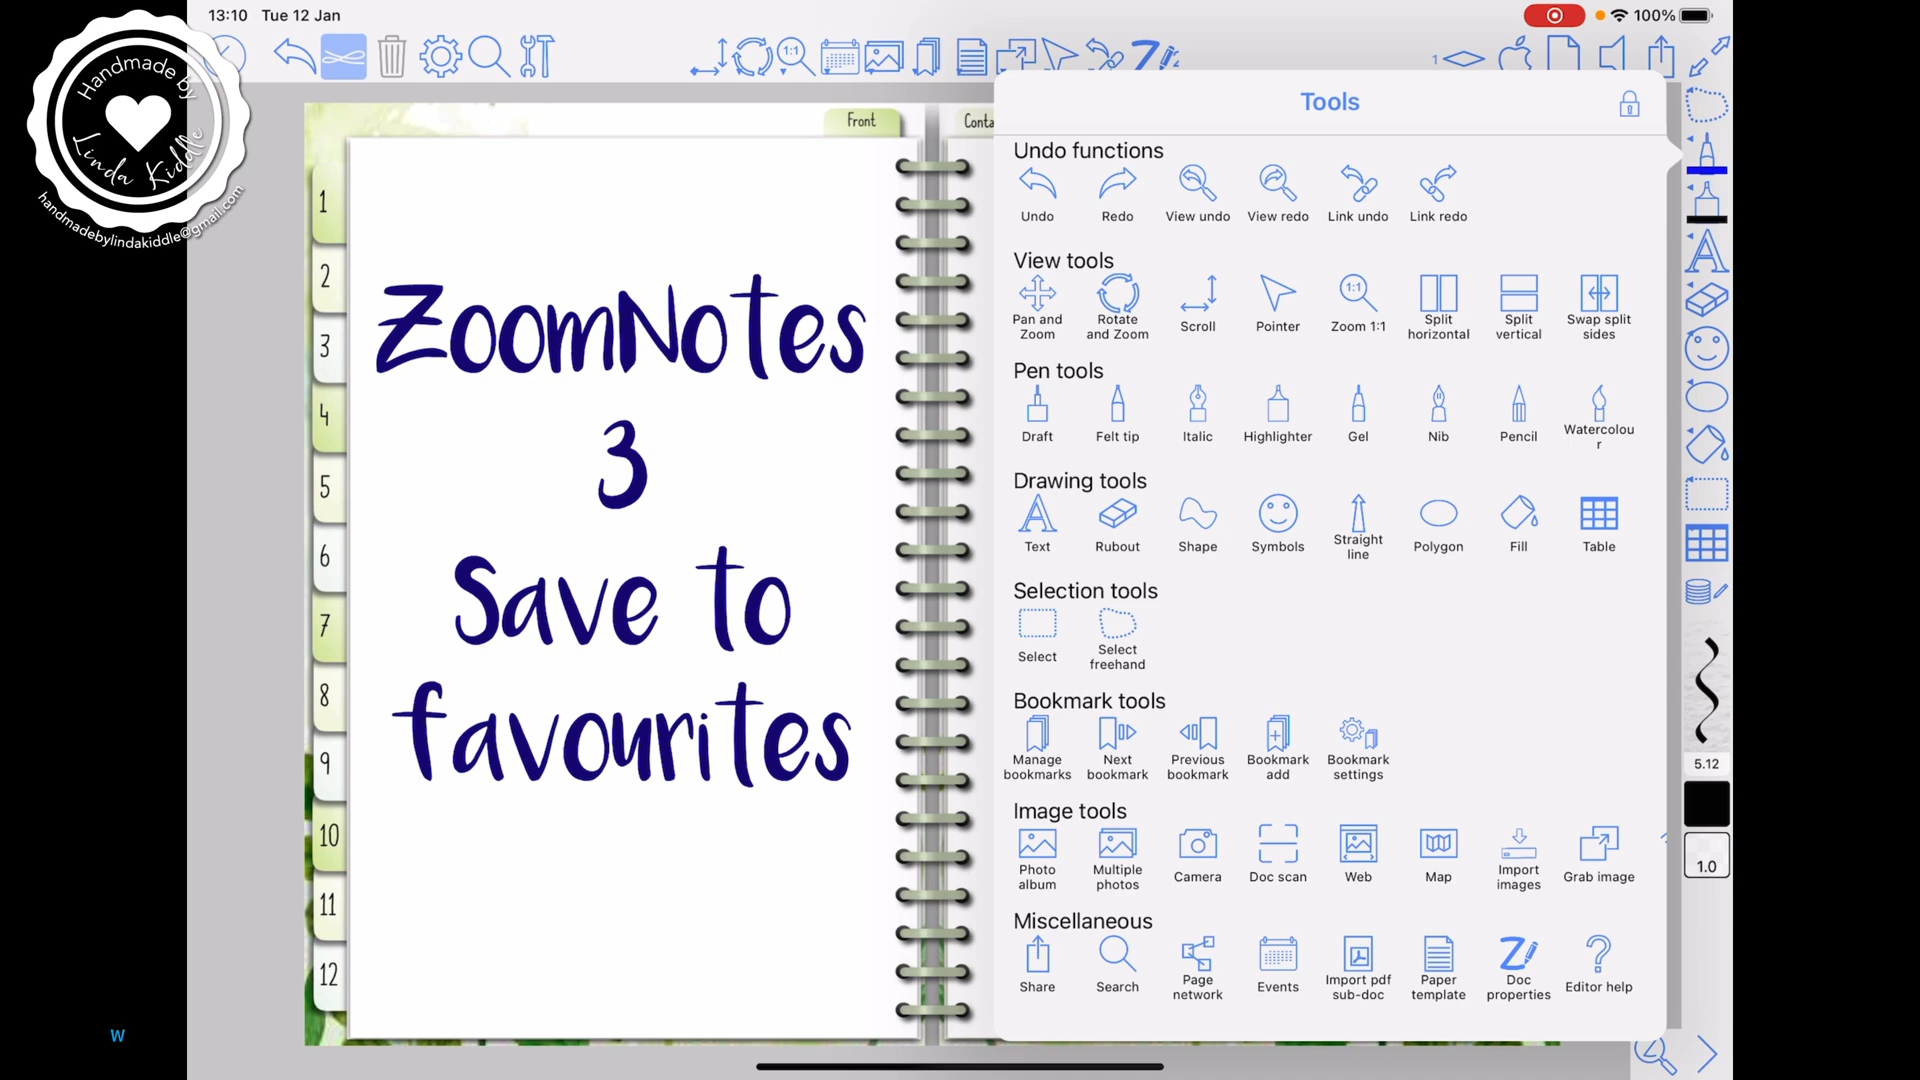 13:10 Tue 12 Jan
100%
Handmade by
Linda Kiddle
handmadebylindakiddle@gmail.com
1:1
1
Front
Conta
1
2
3
4
5
6
7
8
9
10
11
12
ZoomNotes
3
Save to
favourites
Tools
Undo functions
Undo Redo View undo View redo Link undo Link redo
View tools
1:1
Pan and Zoom Rotate and Zoom Scroll Pointer Zoom 1:1 Split horizontal Split vertical Swap split sides
Pen tools
Draft Felt tip Italic Highlighter Gel Nib Pencil Watercolou
r
Drawing tools
Text Rubout Shape Symbols Straight line Polygon Fill Table
Selection tools
Select Select freehand
Bookmark tools
Manage bookmarks Next bookmark Previous bookmark Bookmark add Bookmark settings
Image tools
Photo album Multiple photos Camera Doc scan Web Map Import images Grab image
Miscellaneous
Share Search Page network Events Import pdf sub-doc Paper template Doc properties Editor help
5.12
1.0
W